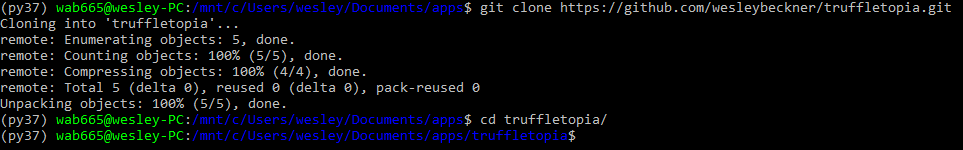 (py37) wab665@wesley-PC:/mnt/c/Users/wesley/Documents/apps$ git clone https://github.com/wesleybeckner/truffletopia.git
Cloning into 'truffletopia'...
remote: Enumerating objects: 5, done.
remote: Counting objects: 100% (5/5), done.
remote: Compressing objects: 100% (4/4), done.
remote: Total 5 (delta 0), reused 0 (delta 0), pack-reused 0
Unpacking objects: 100% (5/5), done.
(py37) wab665@wesley-PC:/mnt/c/Users/wesley/Documents/apps$ cd truffletopia/
(py37) wab665@wesley-PC:/mnt/c/Users/wesley/Documents/apps/truffletopia$